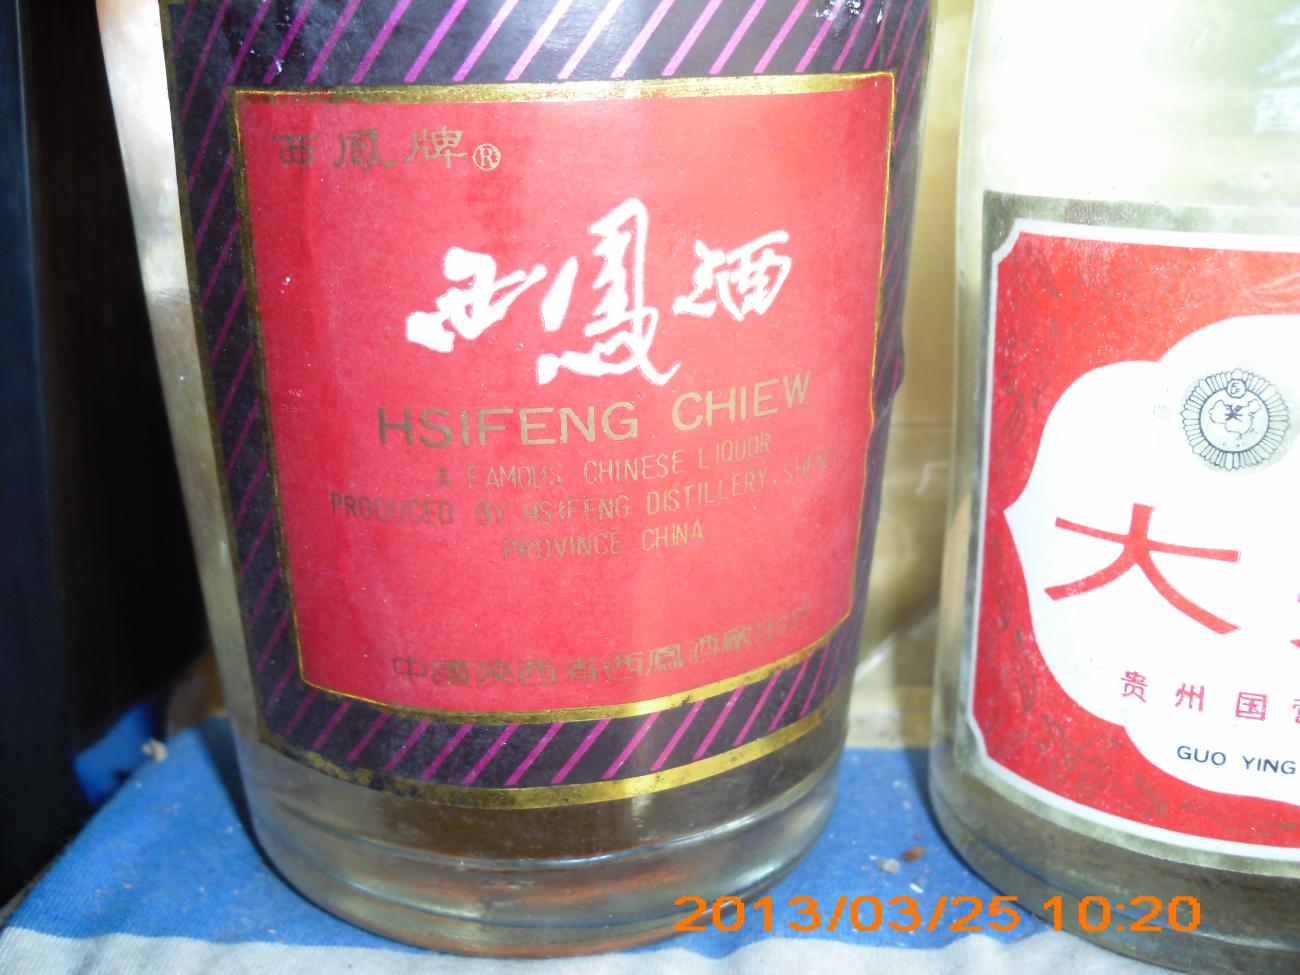 西鳳牌®
西鳳酒
HSIFENG CHIEW
A FAMOUS CHINESE LIQUOR
PRODUCED BY HSIFENG DISTILLERY, SHENSI
PROVINCE CHINA
中國陝西省西鳳酒廠出品
大
贵州国营
GUO YING
2013/03/25 10:20